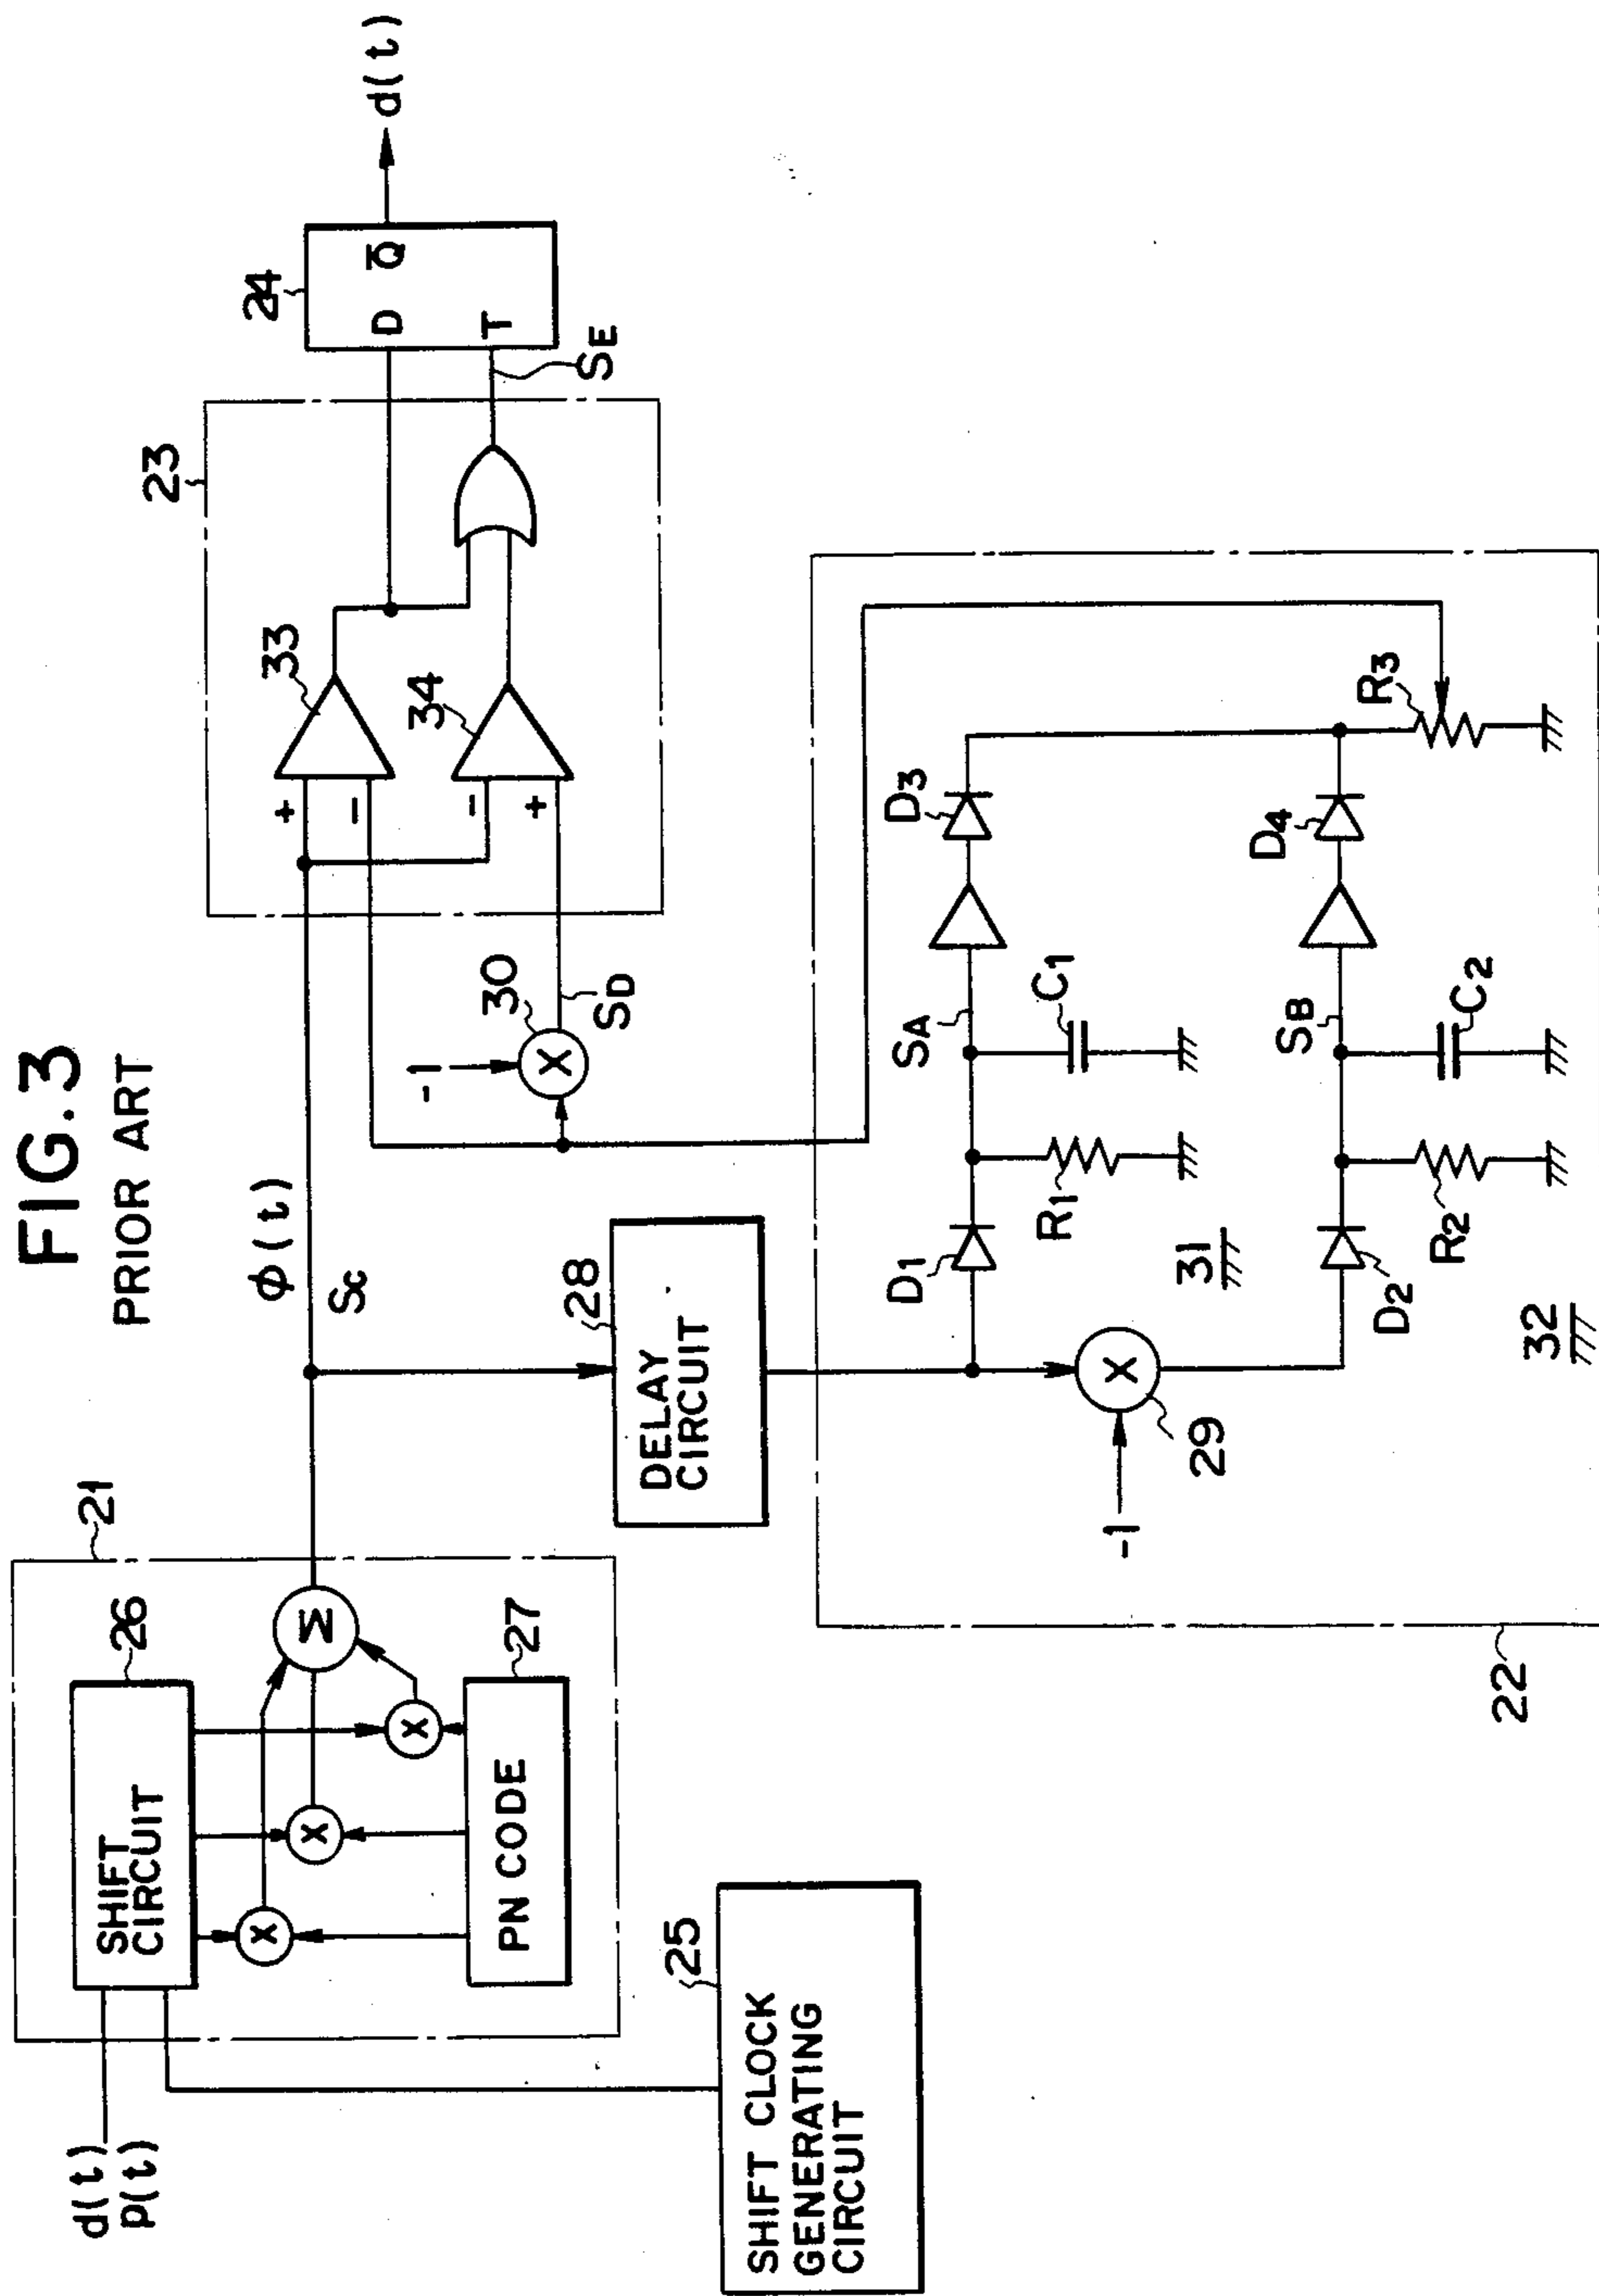 FIG. 3
PRIOR ART
d(t)
p(t)
21
SHIFT
CIRCUIT
26
X
X
X
Σ
PN CODE
27
SHIFT CLOCK
GENERATING
CIRCUIT
25
ϕ(t)
Sc
DELAY
CIRCUIT
28
-1
X
30
SD
23
+
-
33
-
+
34
SE
24
D
T
Q̅
d(t)
22
-1
X
29
D1
R1
31
SA
C1
D3
D2
R2
32
SB
C2
D4
R3